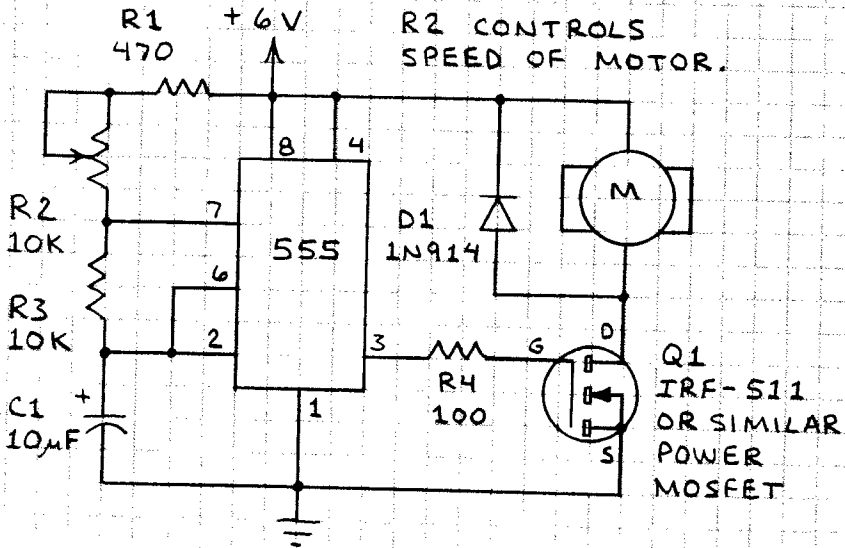 R1
470
+6V
R2 CONTROLS
SPEED OF MOTOR.
8
4
R2
10K
7
555
D1
1N914
M
6
R3
10K
2
3
R4
100
G
D
S
Q1
IRF-511
OR SIMILAR
POWER
MOSFET
C1
+
10µF
1